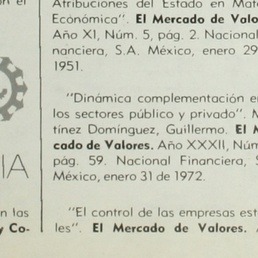 Atribuciones del Estado en Mate
Económica". El Mercado de Valo
Año XI, Núm. 5, pág. 2. Nacional
nanciera, S.A. México, enero 29
1951.
"Dinámica complementación en
los sectores público y privado". M
tínez Domínguez, Guillermo. El M
cado de Valores. Año XXXII, Núm
pág. 59. Nacional Financiera, S
México, enero 31 de 1972.
IA
n las
y Co-
"El control de las empresas est
les". El Mercado de Valores.